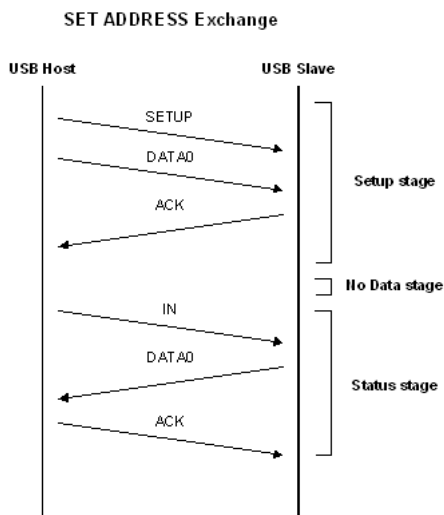 SET ADDRESS Exchange
USB Host
USB Slave
SETUP
DATA0
Setup stage
ACK
No Data stage
IN
DATA0
Status stage
ACK